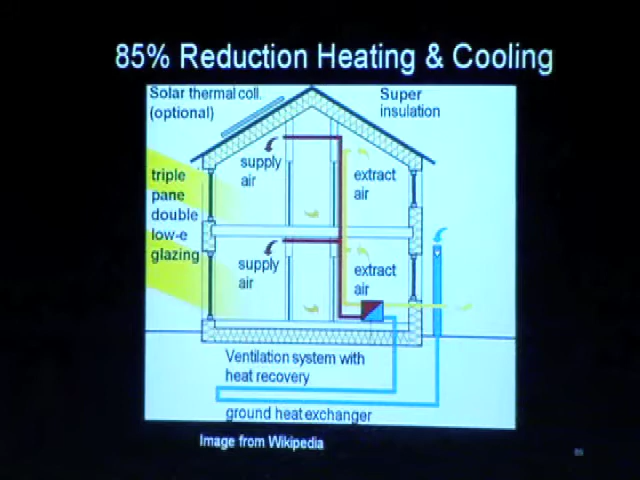 85% Reduction Heating & Cooling
Solar thermal coll.
(optional)
Super
insulation
supply
air
extract
air
triple
pane
double
low-e
glazing
supply
air
extract
air
Ventilation system with
heat recovery
ground heat exchanger
Image from Wikipedia